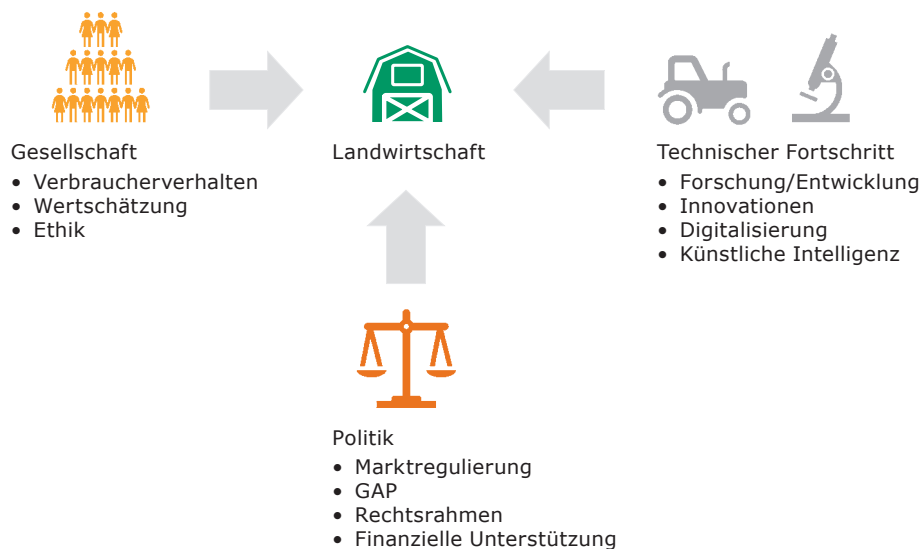 Gesellschaft
• Verbraucherverhalten
• Wertschätzung
• Ethik
Landwirtschaft
Technischer Fortschritt
• Forschung/Entwicklung
• Innovationen
• Digitalisierung
• Künstliche Intelligenz
Politik
• Marktregulierung
• GAP
• Rechtsrahmen
• Finanzielle Unterstützung